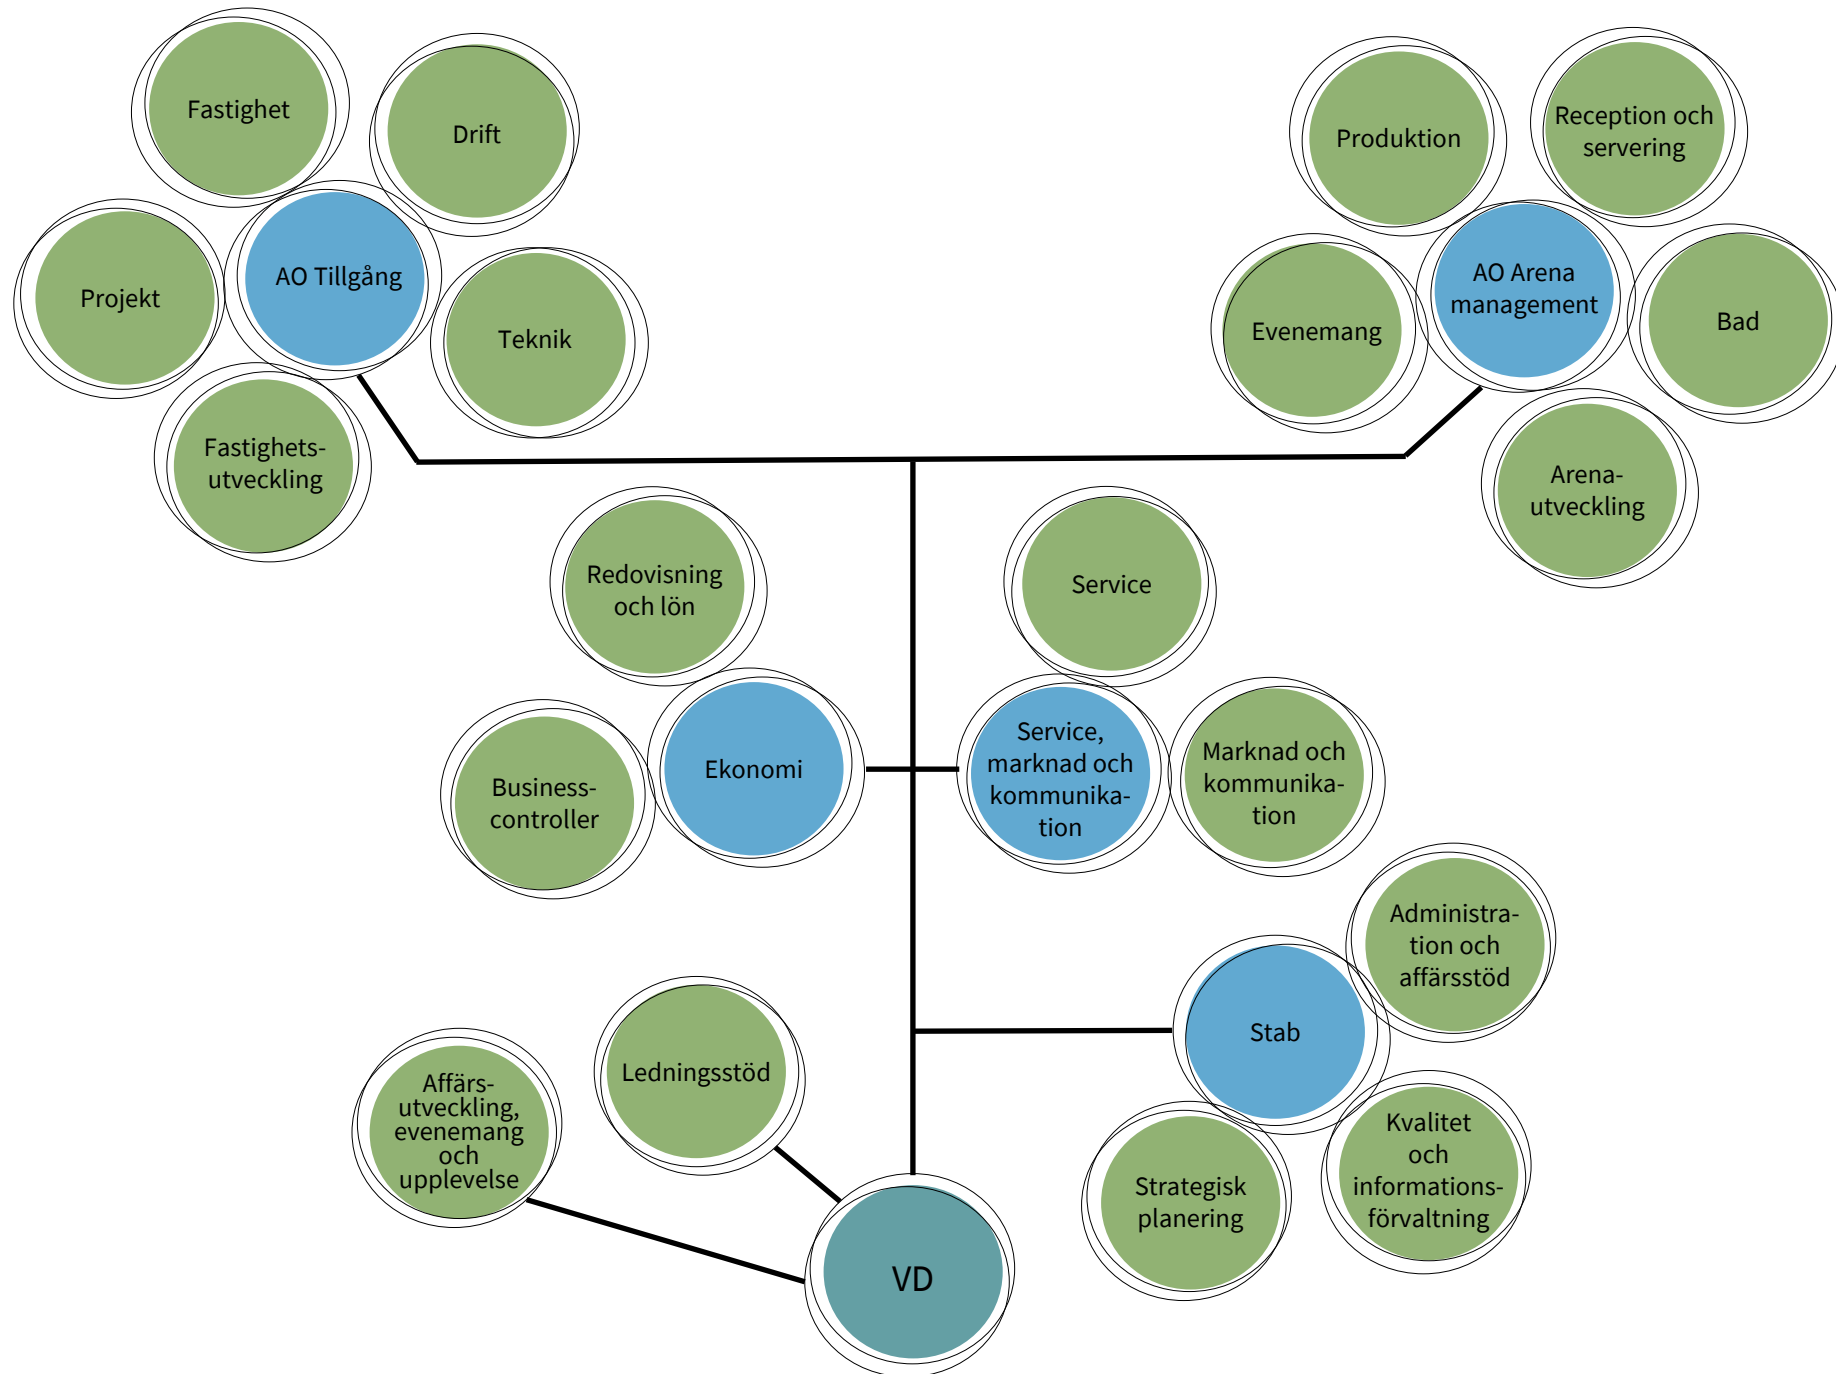 Fastighet
Drift
AO Tillgång
Projekt
Teknik
Fastighets-
utveckling
Produktion
Reception och
servering
AO Arena
management
Evenemang
Bad
Arena-
utveckling
Redovisning
och lön
Ekonomi
Business-
controller
Service
Service,
marknad och
kommunika-
tion
Marknad och
kommunika-
tion
Administra-
tion och
affärsstöd
Stab
Kvalitet
och
informations-
förvaltning
Strategisk
planering
Ledningsstöd
Affärs-
utveckling,
evenemang
och
upplevelse
VD